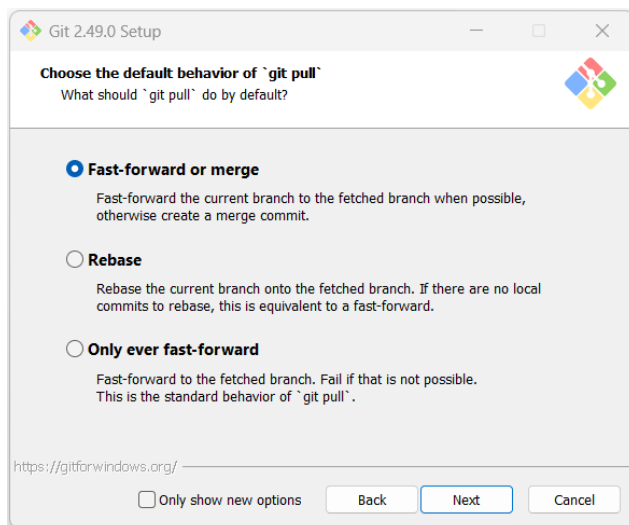 Git 2.49.0 Setup
Choose the default behavior of `git pull`
What should `git pull` do by default?
Fast-forward or merge
Fast-forward the current branch to the fetched branch when possible,
otherwise create a merge commit.
Rebase
Rebase the current branch onto the fetched branch. If there are no local
commits to rebase, this is equivalent to a fast-forward.
Only ever fast-forward
Fast-forward to the fetched branch. Fail if that is not possible.
This is the standard behavior of `git pull`.
https://gitforwindows.org/
Only show new options
Back
Next
Cancel